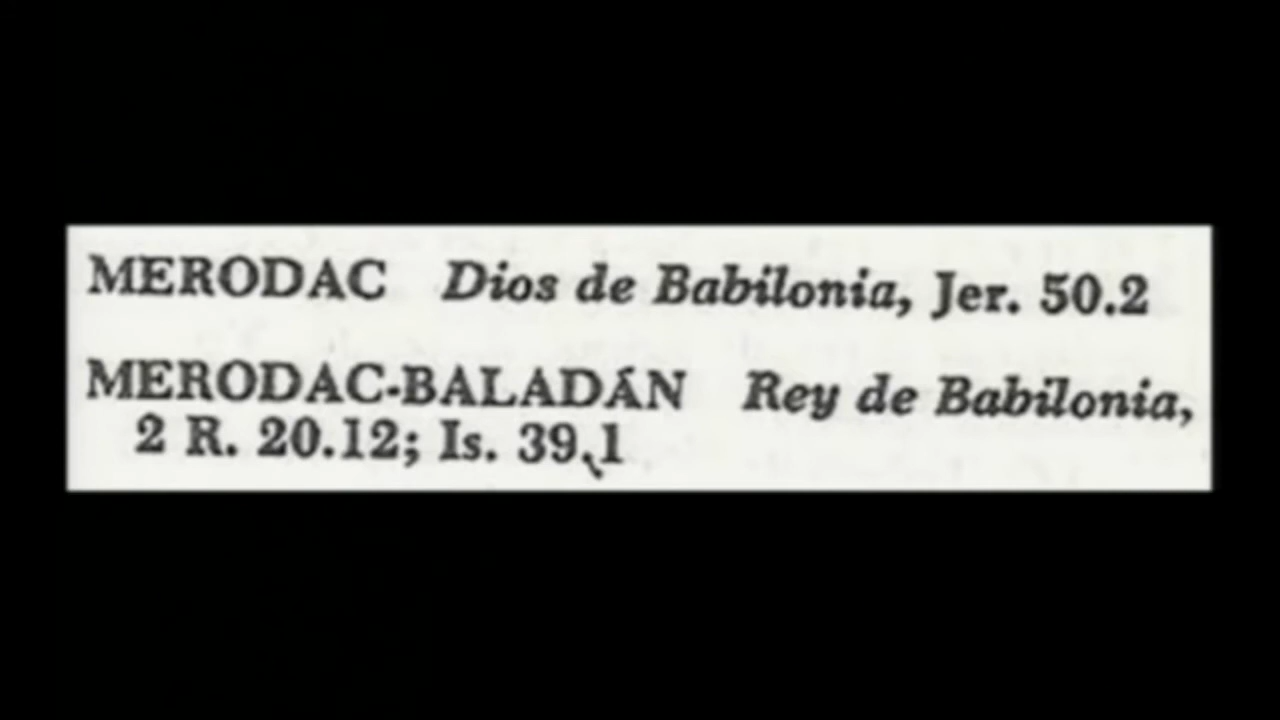 MERODAC Dios de Babilonia, Jer. 50.2
MERODAC-BALADÁN Rey de Babilonia,
2 R. 20.12; Is. 39.1